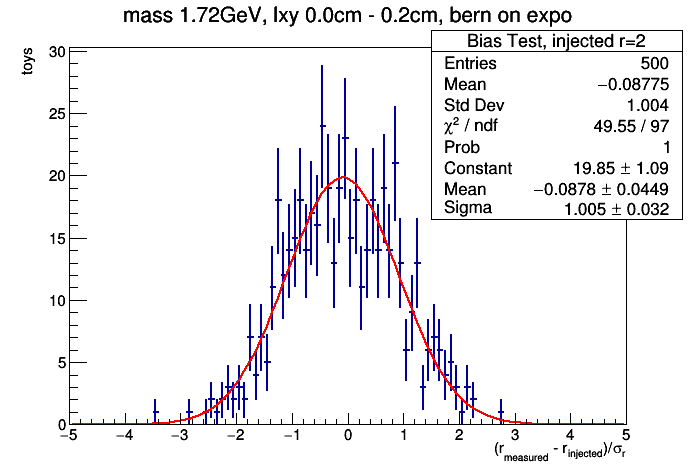 mass 1.72GeV, lxy 0.0cm - 0.2cm, bern on expo
Bias Test, injected r=2
Entries 500
Mean −0.08775
Std Dev 1.004
χ² / ndf 49.55 / 97
Prob 1
Constant 19.85 ± 1.09
Mean −0.0878 ± 0.0449
Sigma 1.005 ± 0.032
toys
30
25
20
15
10
5
0
−5 −4 −3 −2 −1 0 1 2 3 4 5
(r_measured - r_injected)/σ_r